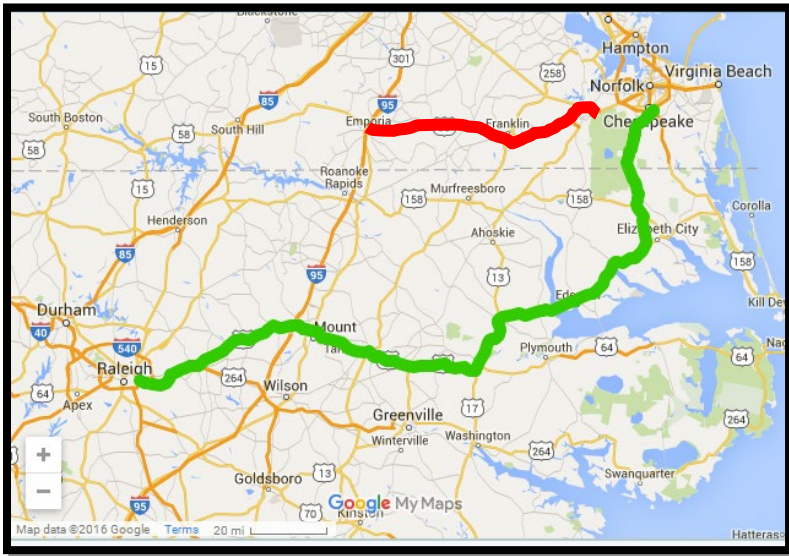 Hampton
Norfolk
Virginia Beach
15
301
258
85
95
South Boston
South Hill
Emporia
Franklin
58
58
58
Roanoke
Rapids
15
158
Murfreesboro
158
Corolla
Henderson
Ahoskie
Elizabeth City
85
95
13
158
Kill De
Durham
40
540
Mount
Raleigh
Plymouth
64
64
Na
64
264
Apex
Wilson
17
264
Greenville
Winterville
Washington
264
Goldsboro
13
Swanquarter
95
70
Kinston
Google My Maps
Map data ©2016 Google
Terms
20 mi
Hatteras
+
−